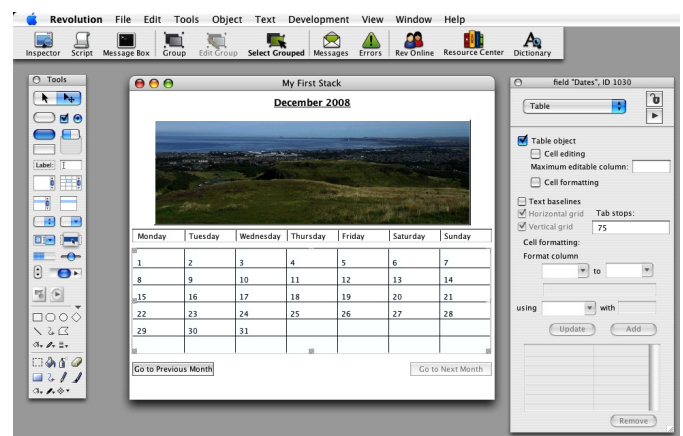 Revolution File Edit Tools Object Text Development View Window Help
Inspector Script Message Box Group Edit Group Select Grouped Messages Errors Rev Online Resource Center Dictionary
Tools
Label:
My First Stack
December 2008
Monday Tuesday Wednesday Thursday Friday Saturday Sunday
1 2 3 4 5 6 7
8 9 10 11 12 13 14
15 16 17 18 19 20 21
22 23 24 25 26 27 28
29 30 31
Go to Previous Month Go to Next Month
field "Dates", ID 1030
Table
Table object
Cell editing
Maximum editable column:
Cell formatting
Text baselines
Horizontal grid Tab stops:
Vertical grid 75
Cell formatting:
Format column
to
using with
Update Add
Remove